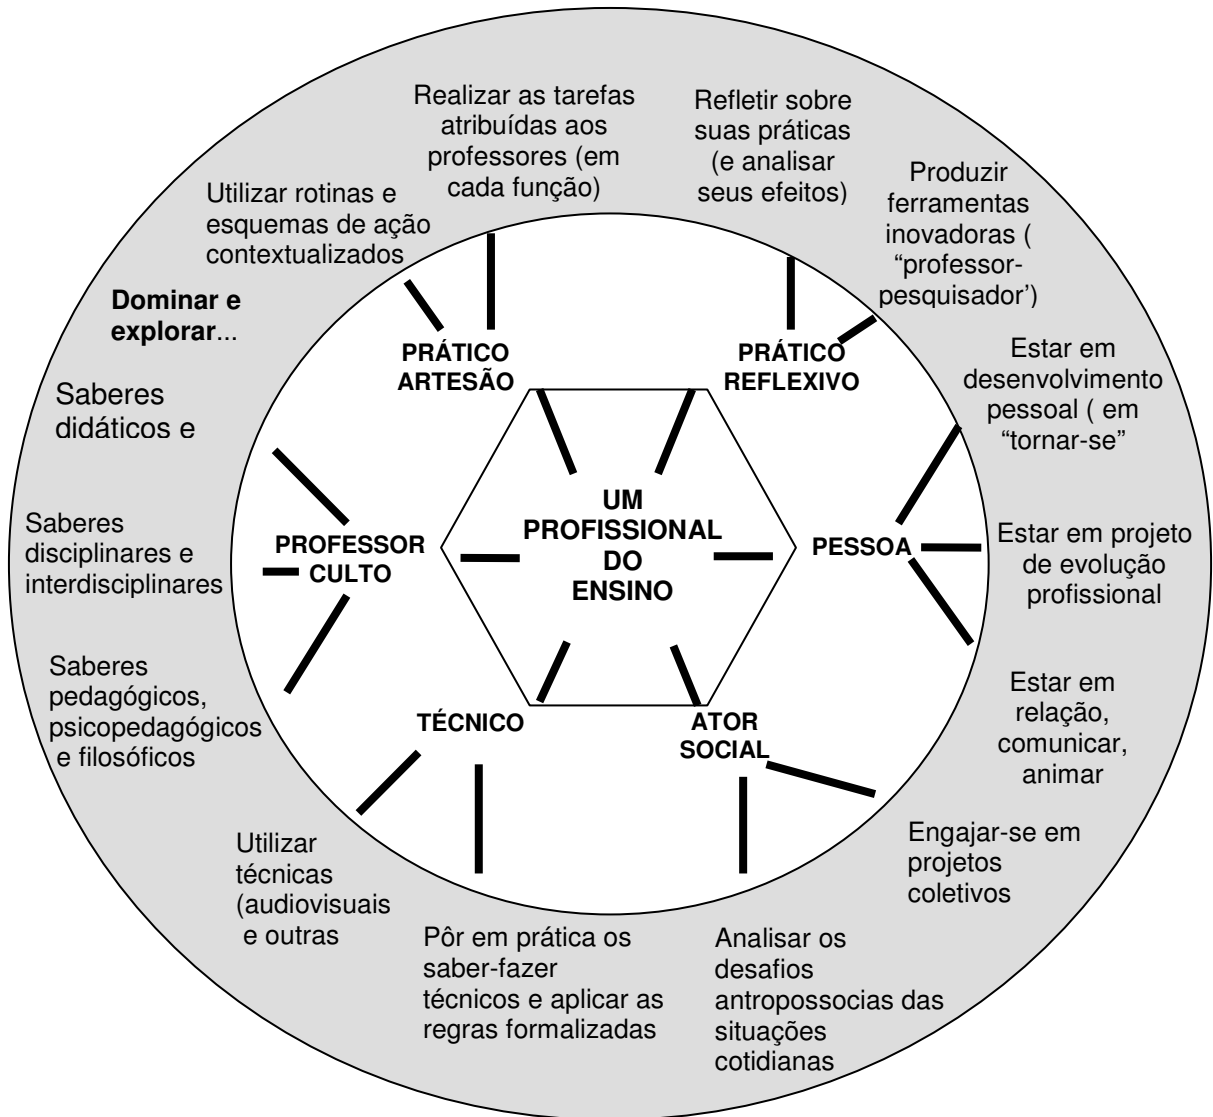 Realizar as tarefas
atribuídas aos
professores (em
cada função)
Refletir sobre
suas práticas
(e analisar
seus efeitos)
Produzir
ferramentas
inovadoras (
“professor-
pesquisador’)
Utilizar rotinas e
esquemas de ação
contextualizados
Dominar e
explorar...
PRÁTICO
ARTESÃO
PRÁTICO
REFLEXIVO
Estar em
desenvolvimento
pessoal ( em
“tornar-se”
Saberes
didáticos e
Saberes
disciplinares e
interdisciplinares
PROFESSOR
CULTO
UM
PROFISSIONAL
DO
ENSINO
PESSOA
Estar em projeto
de evolução
profissional
Saberes
pedagógicos,
psicopedagógicos
e filosóficos
TÉCNICO
ATOR
SOCIAL
Estar em
relação,
comunicar,
animar
Utilizar
técnicas
(audiovisuais
e outras
Engajar-se em
projetos
coletivos
Pôr em prática os
saber-fazer
técnicos e aplicar as
regras formalizadas
Analisar os
desafios
antropossocias das
situações
cotidianas